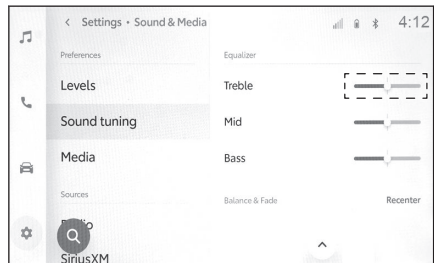 < Settings • Sound & Media
4:12
Preferences
Equalizer
Levels
Treble
Sound tuning
Mid
Media
Bass
Sources
Balance & Fade
Recenter
SiriusXM